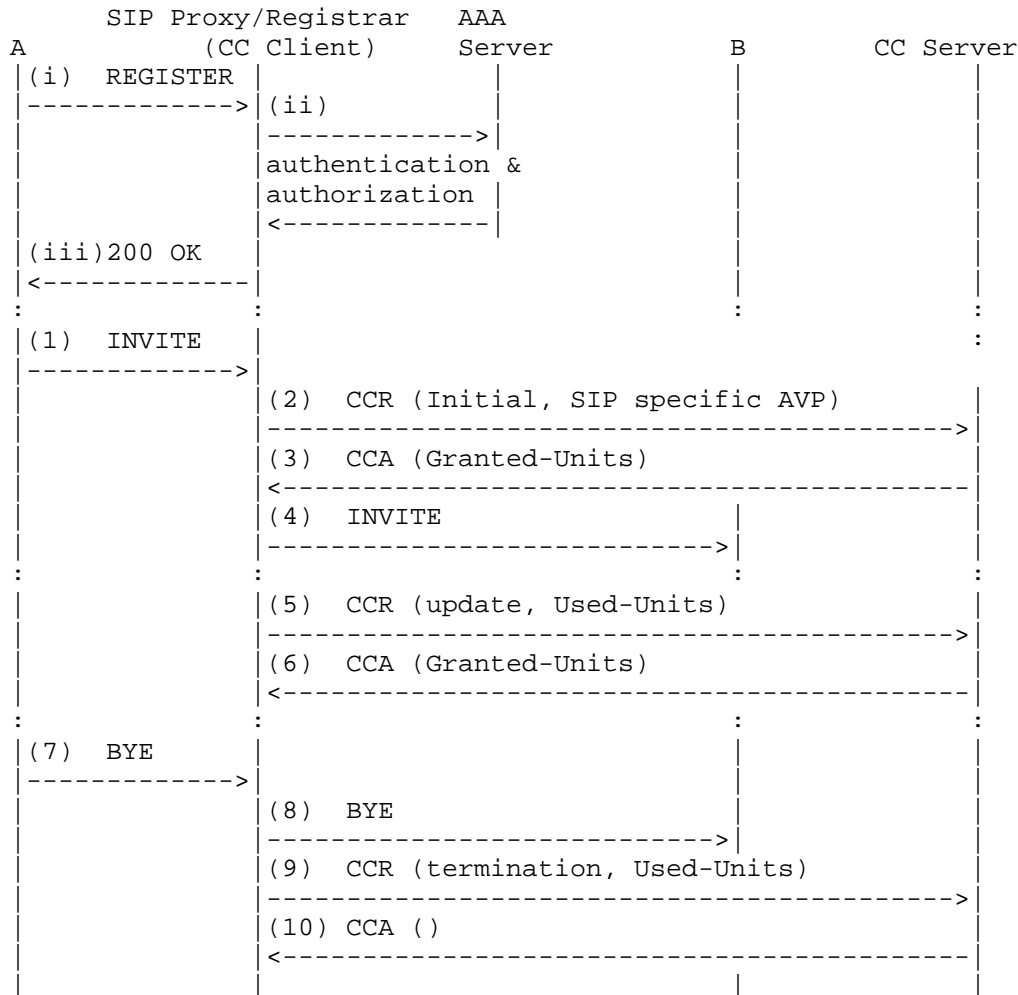 SIP Proxy/Registrar AAA
A (CC Client) Server B CC Server
(i) REGISTER
(ii)
authentication &
authorization
(iii)200 OK
(1) INVITE
(2) CCR (Initial, SIP specific AVP)
(3) CCA (Granted-Units)
(4) INVITE
(5) CCR (update, Used-Units)
(6) CCA (Granted-Units)
(7) BYE
(8) BYE
(9) CCR (termination, Used-Units)
(10) CCA ()